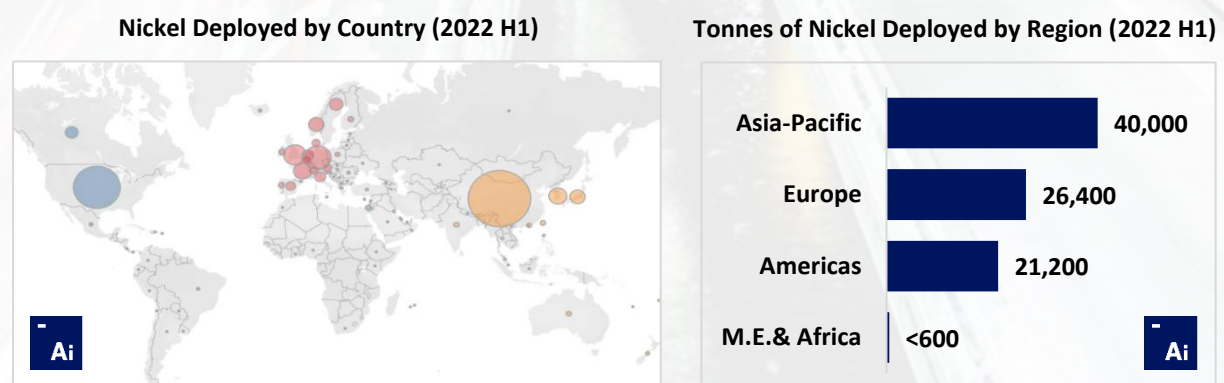 Nickel Deployed by Country (2022 H1)
Ai
Tonnes of Nickel Deployed by Region (2022 H1)
Asia-Pacific 40,000
Europe 26,400
Americas 21,200
M.E.& Africa <600
Ai